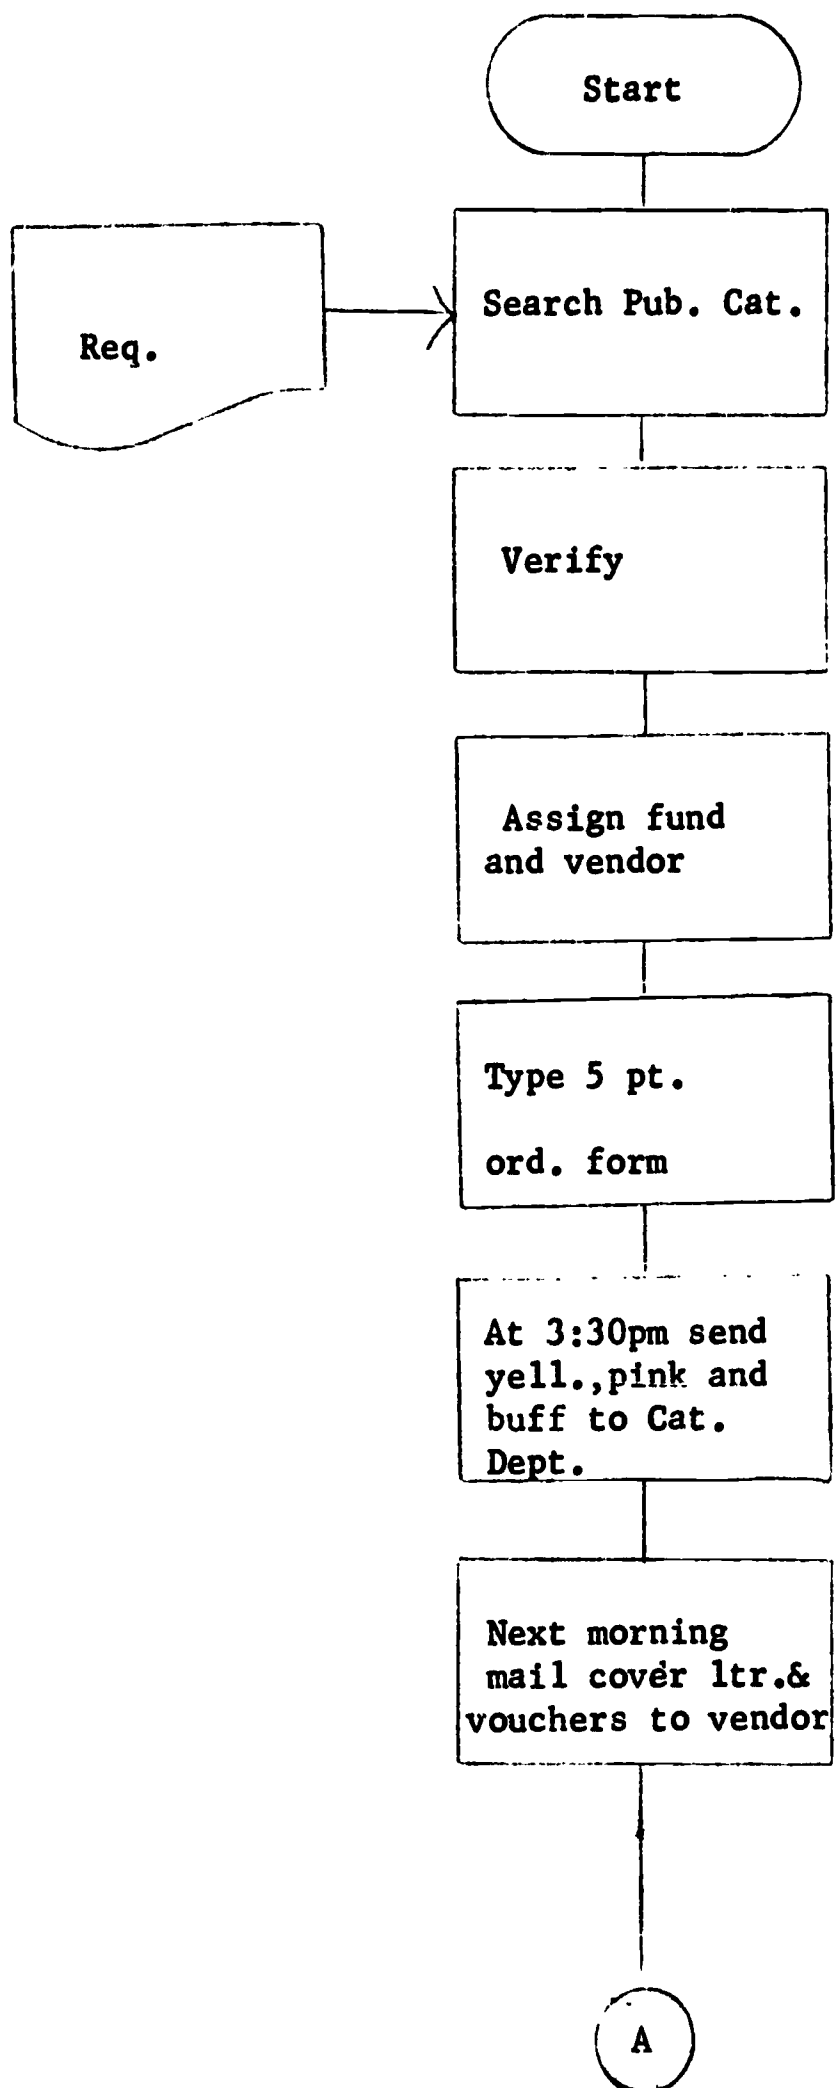 Start
Req.
Search Pub. Cat.
Verify
Assign fund
and vendor
Type 5 pt.
ord. form
At 3:30pm send
yell.,pink and
buff to Cat.
Dept.
Next morning
mail cover ltr.&
vouchers to vendor
A